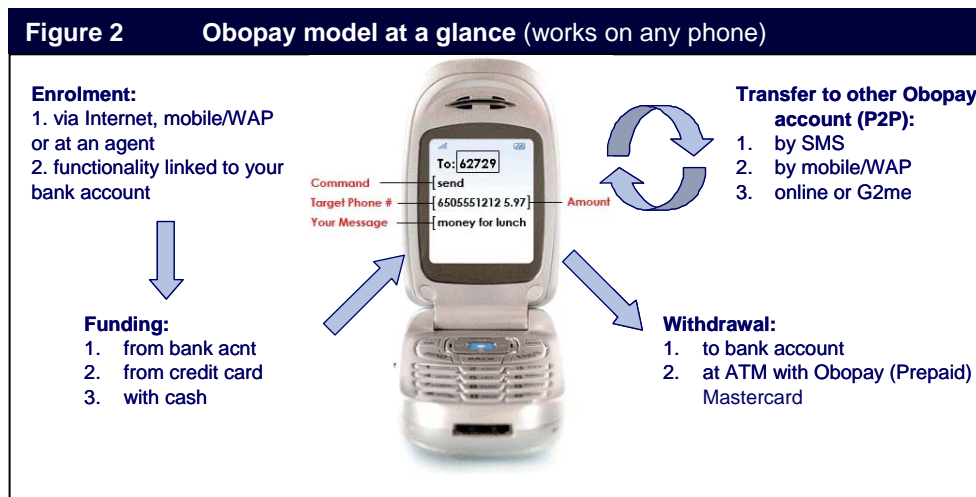 Figure 2 Obopay model at a glance (works on any phone)
Enrolment:
1. via Internet, mobile/WAP
or at an agent
2. functionality linked to your
bank account
Funding:
1. from bank acnt
2. from credit card
3. with cash
To: 62729
Command
[send
Target Phone #
[6505551212 5.97]
Amount
Your Message
[money for lunch
Transfer to other Obopay
account (P2P):
1. by SMS
2. by mobile/WAP
3. online or G2me
Withdrawal:
1. to bank account
2. at ATM with Obopay (Prepaid)
Mastercard